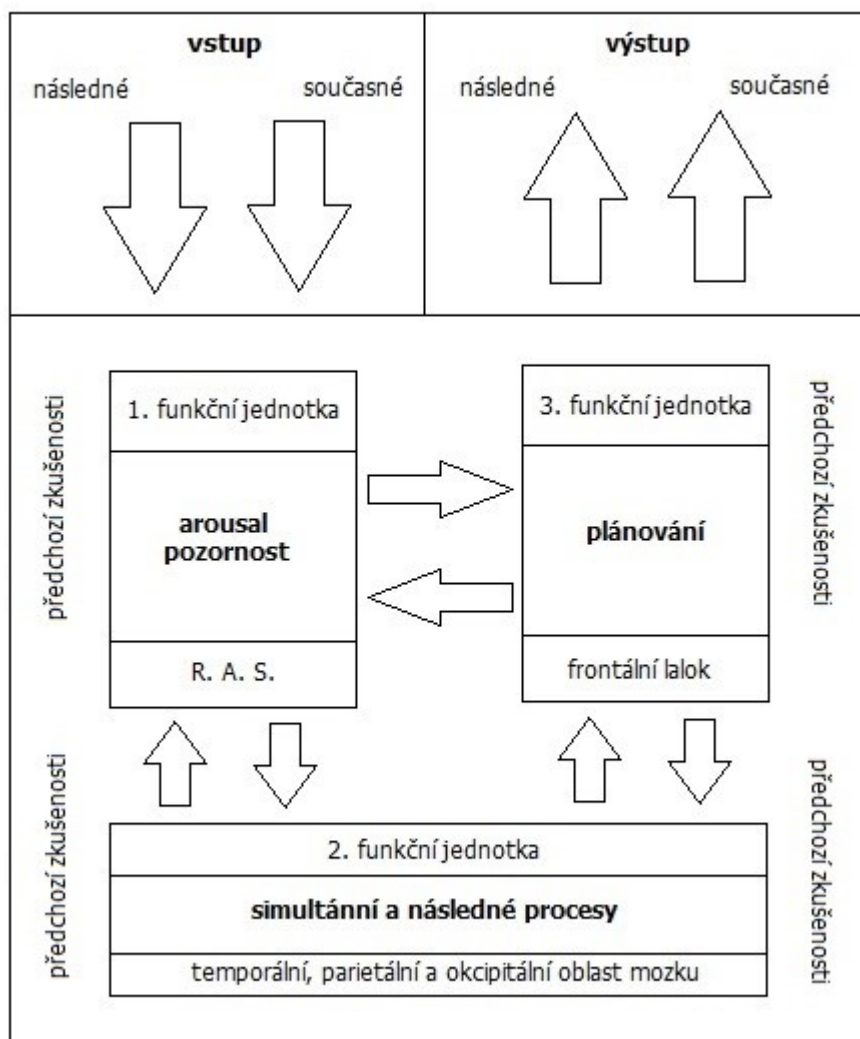 vstup
následné
současné
výstup
následné
současné
předchozí zkušenosti
1. funkční jednotka
arousal
pozornost
R. A. S.
3. funkční jednotka
plánování
frontální lalok
předchozí zkušenosti
předchozí zkušenosti
2. funkční jednotka
simultánní a následné procesy
temporální, parietální a okcipitální oblast mozku
předchozí zkušenosti